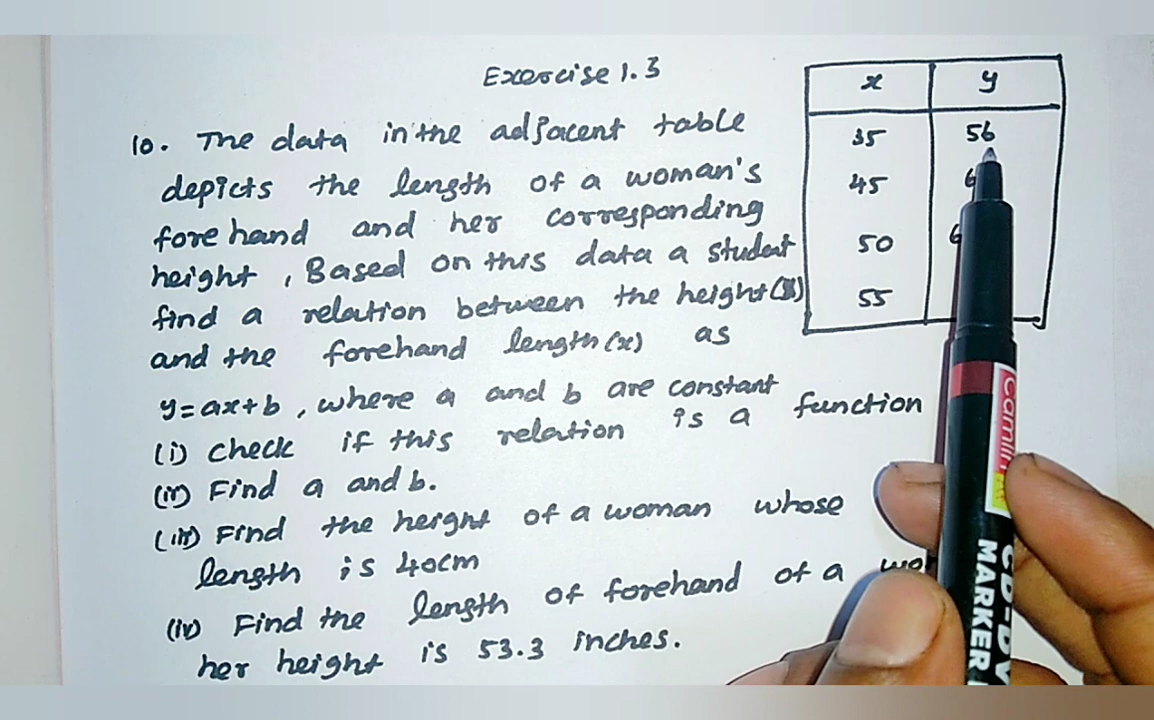 Exercise 1.3
x y
35 56
45
50
55
10. The data in the adjacent table
depicts the length of a woman's
fore hand and her corresponding
height, Based on this data a student
find a relation between the height (y)
and the forehand length (x) as
y = ax + b, where a and b are constant
(i) check if this relation is a function
(ii) Find a and b.
(iii) Find the height of a woman whose
length is 40cm
(iv) Find the length of forehand of a
her height is 53.3 inches.
Camlin
CD-DV
MARKER